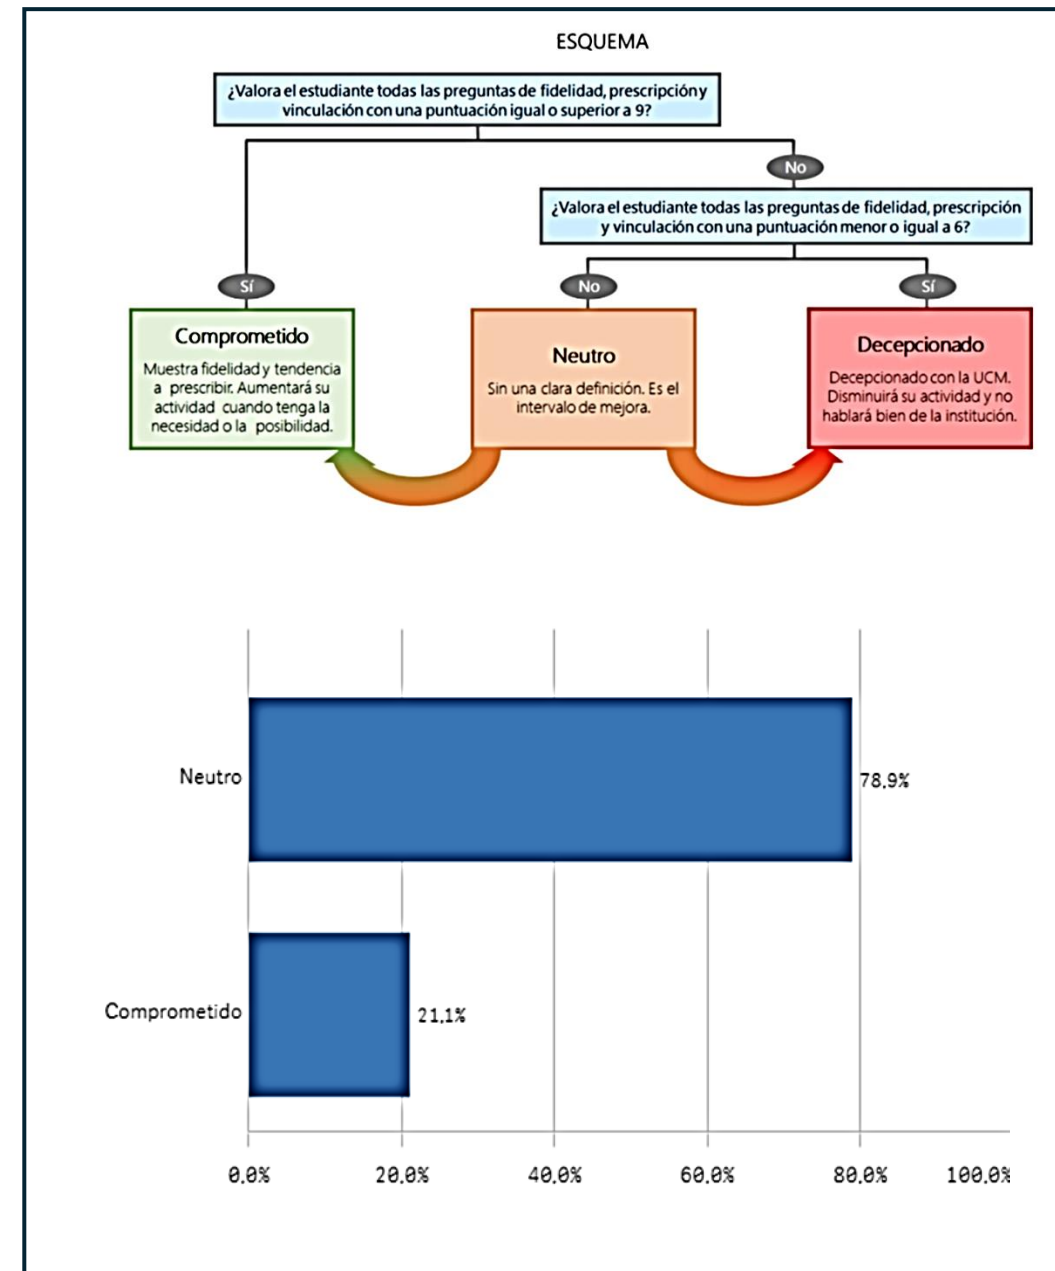 ESQUEMA
¿Valora el estudiante todas las preguntas de fidelidad, prescripción y
vinculación con una puntuación igual o superior a 9?
No
¿Valora el estudiante todas las preguntas de fidelidad, prescripción
y vinculación con una puntuación menor o igual a 6?
Sí
No
Sí
Comprometido
Muestra fidelidad y tendencia
a prescribir. Aumentará su
actividad cuando tenga la
necesidad o la posibilidad.
Neutro
Sin una clara definición. Es el
intervalo de mejora.
Decepcionado
Decepcionado con la UCM.
Disminuirá su actividad y no
hablará bien de la institución.
Neutro
78,9%
Comprometido
21,1%
0,0%
20,0%
40,0%
60,0%
80,0%
100,0%